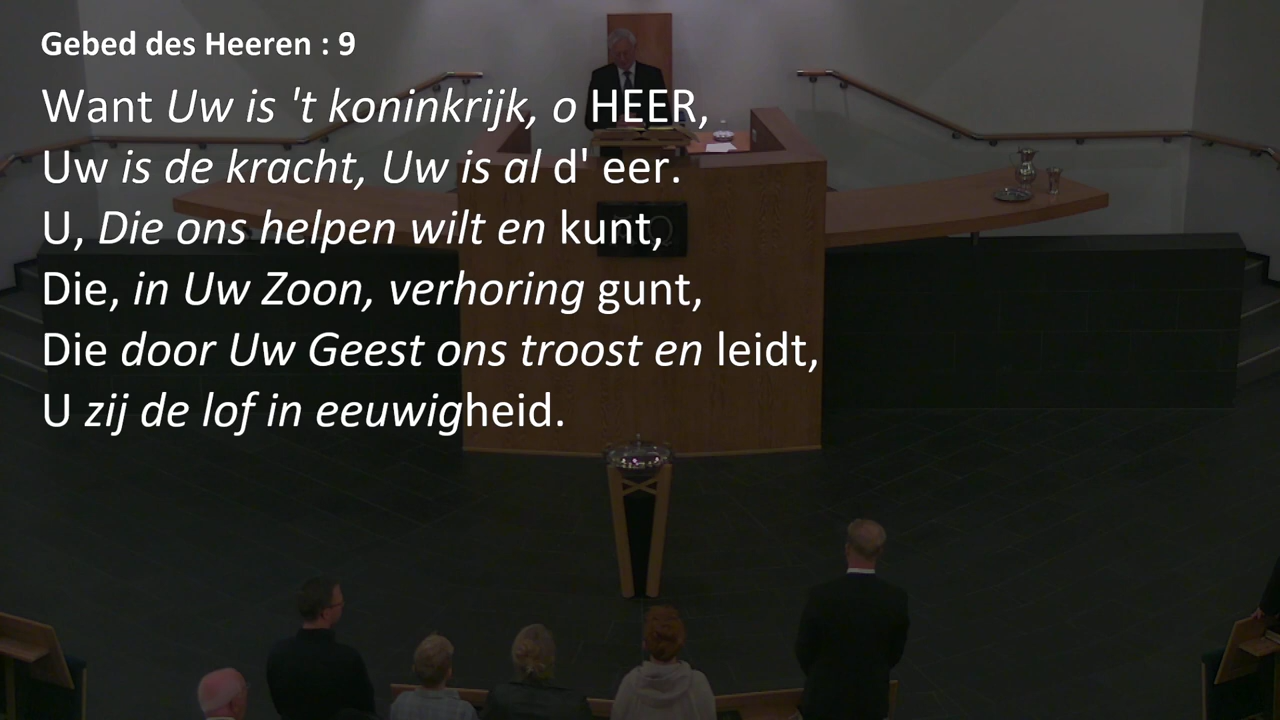 Gebed des Heeren : 9
Want Uw is 't koninkrijk, o HEER,
Uw is de kracht, Uw is al d' eer.
U, Die ons helpen wilt en kunt,
Die, in Uw Zoon, verhoring gunt,
Die door Uw Geest ons troost en leidt,
U zij de lof in eeuwigheid.